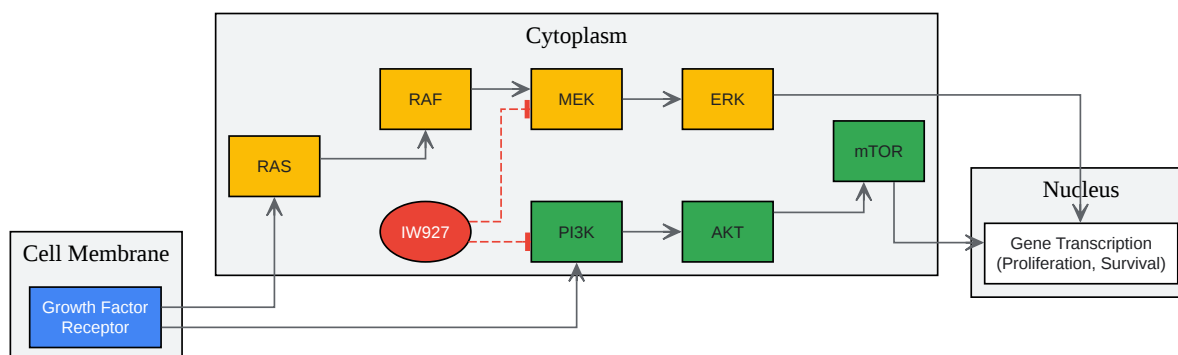 Cytoplasm
RAF
MEK
ERK
RAS
mTOR
IW927
PI3K
AKT
Nucleus
Gene Transcription
(Proliferation, Survival)
Cell Membrane
Growth Factor
Receptor